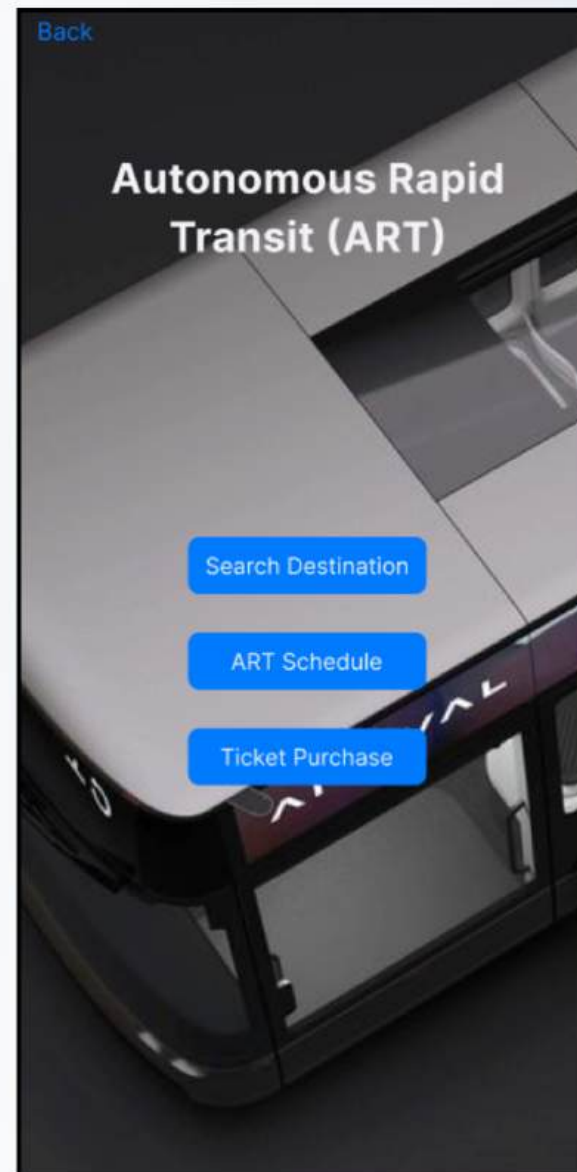 Back
Autonomous Rapid
Transit (ART)
Search Destination
ART Schedule
Ticket Purchase